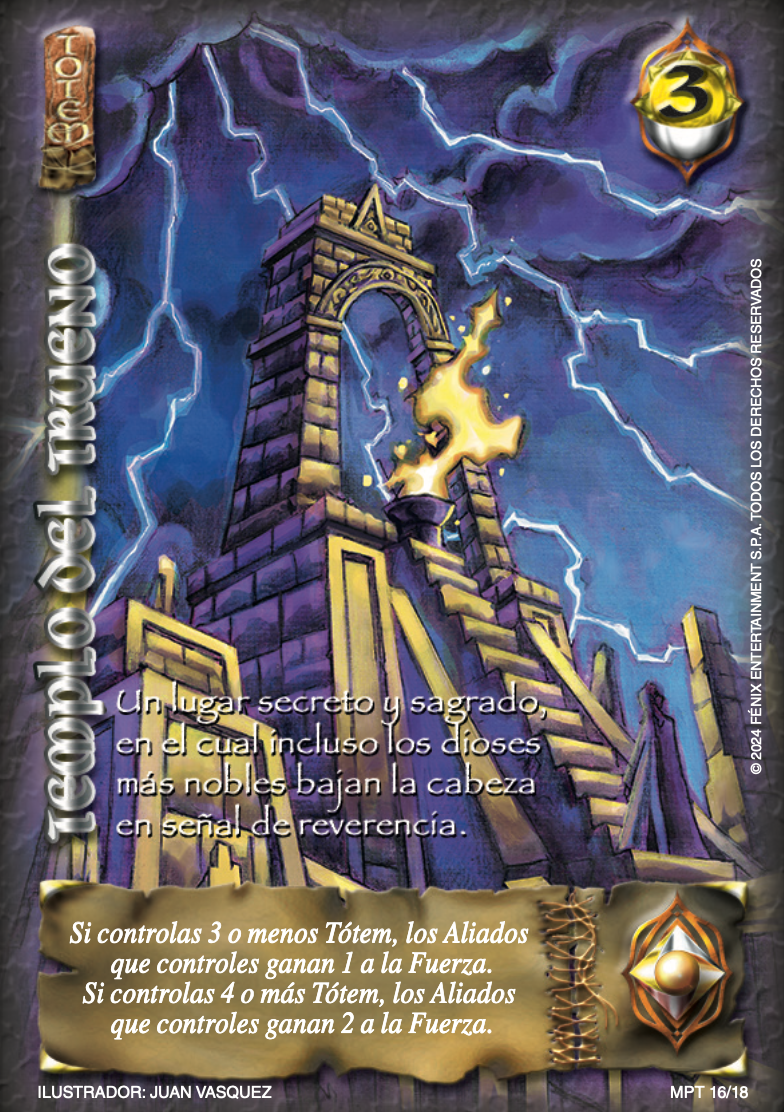 TOTEM
3
Templo del Trueno
Un lugar secreto y sagrado,
en el cual incluso los dioses
más nobles bajan la cabeza
en señal de reverencia.
Si controlas 3 o menos Tótem, los Aliados
que controles ganan 1 a la Fuerza.
Si controlas 4 o más Tótem, los Aliados
que controles ganan 2 a la Fuerza.
© 2024 FÉNIX ENTERTAINMENT S.P.A. TODOS LOS DERECHOS RESERVADOS
ILUSTRADOR: JUAN VASQUEZ
MPT 16/18